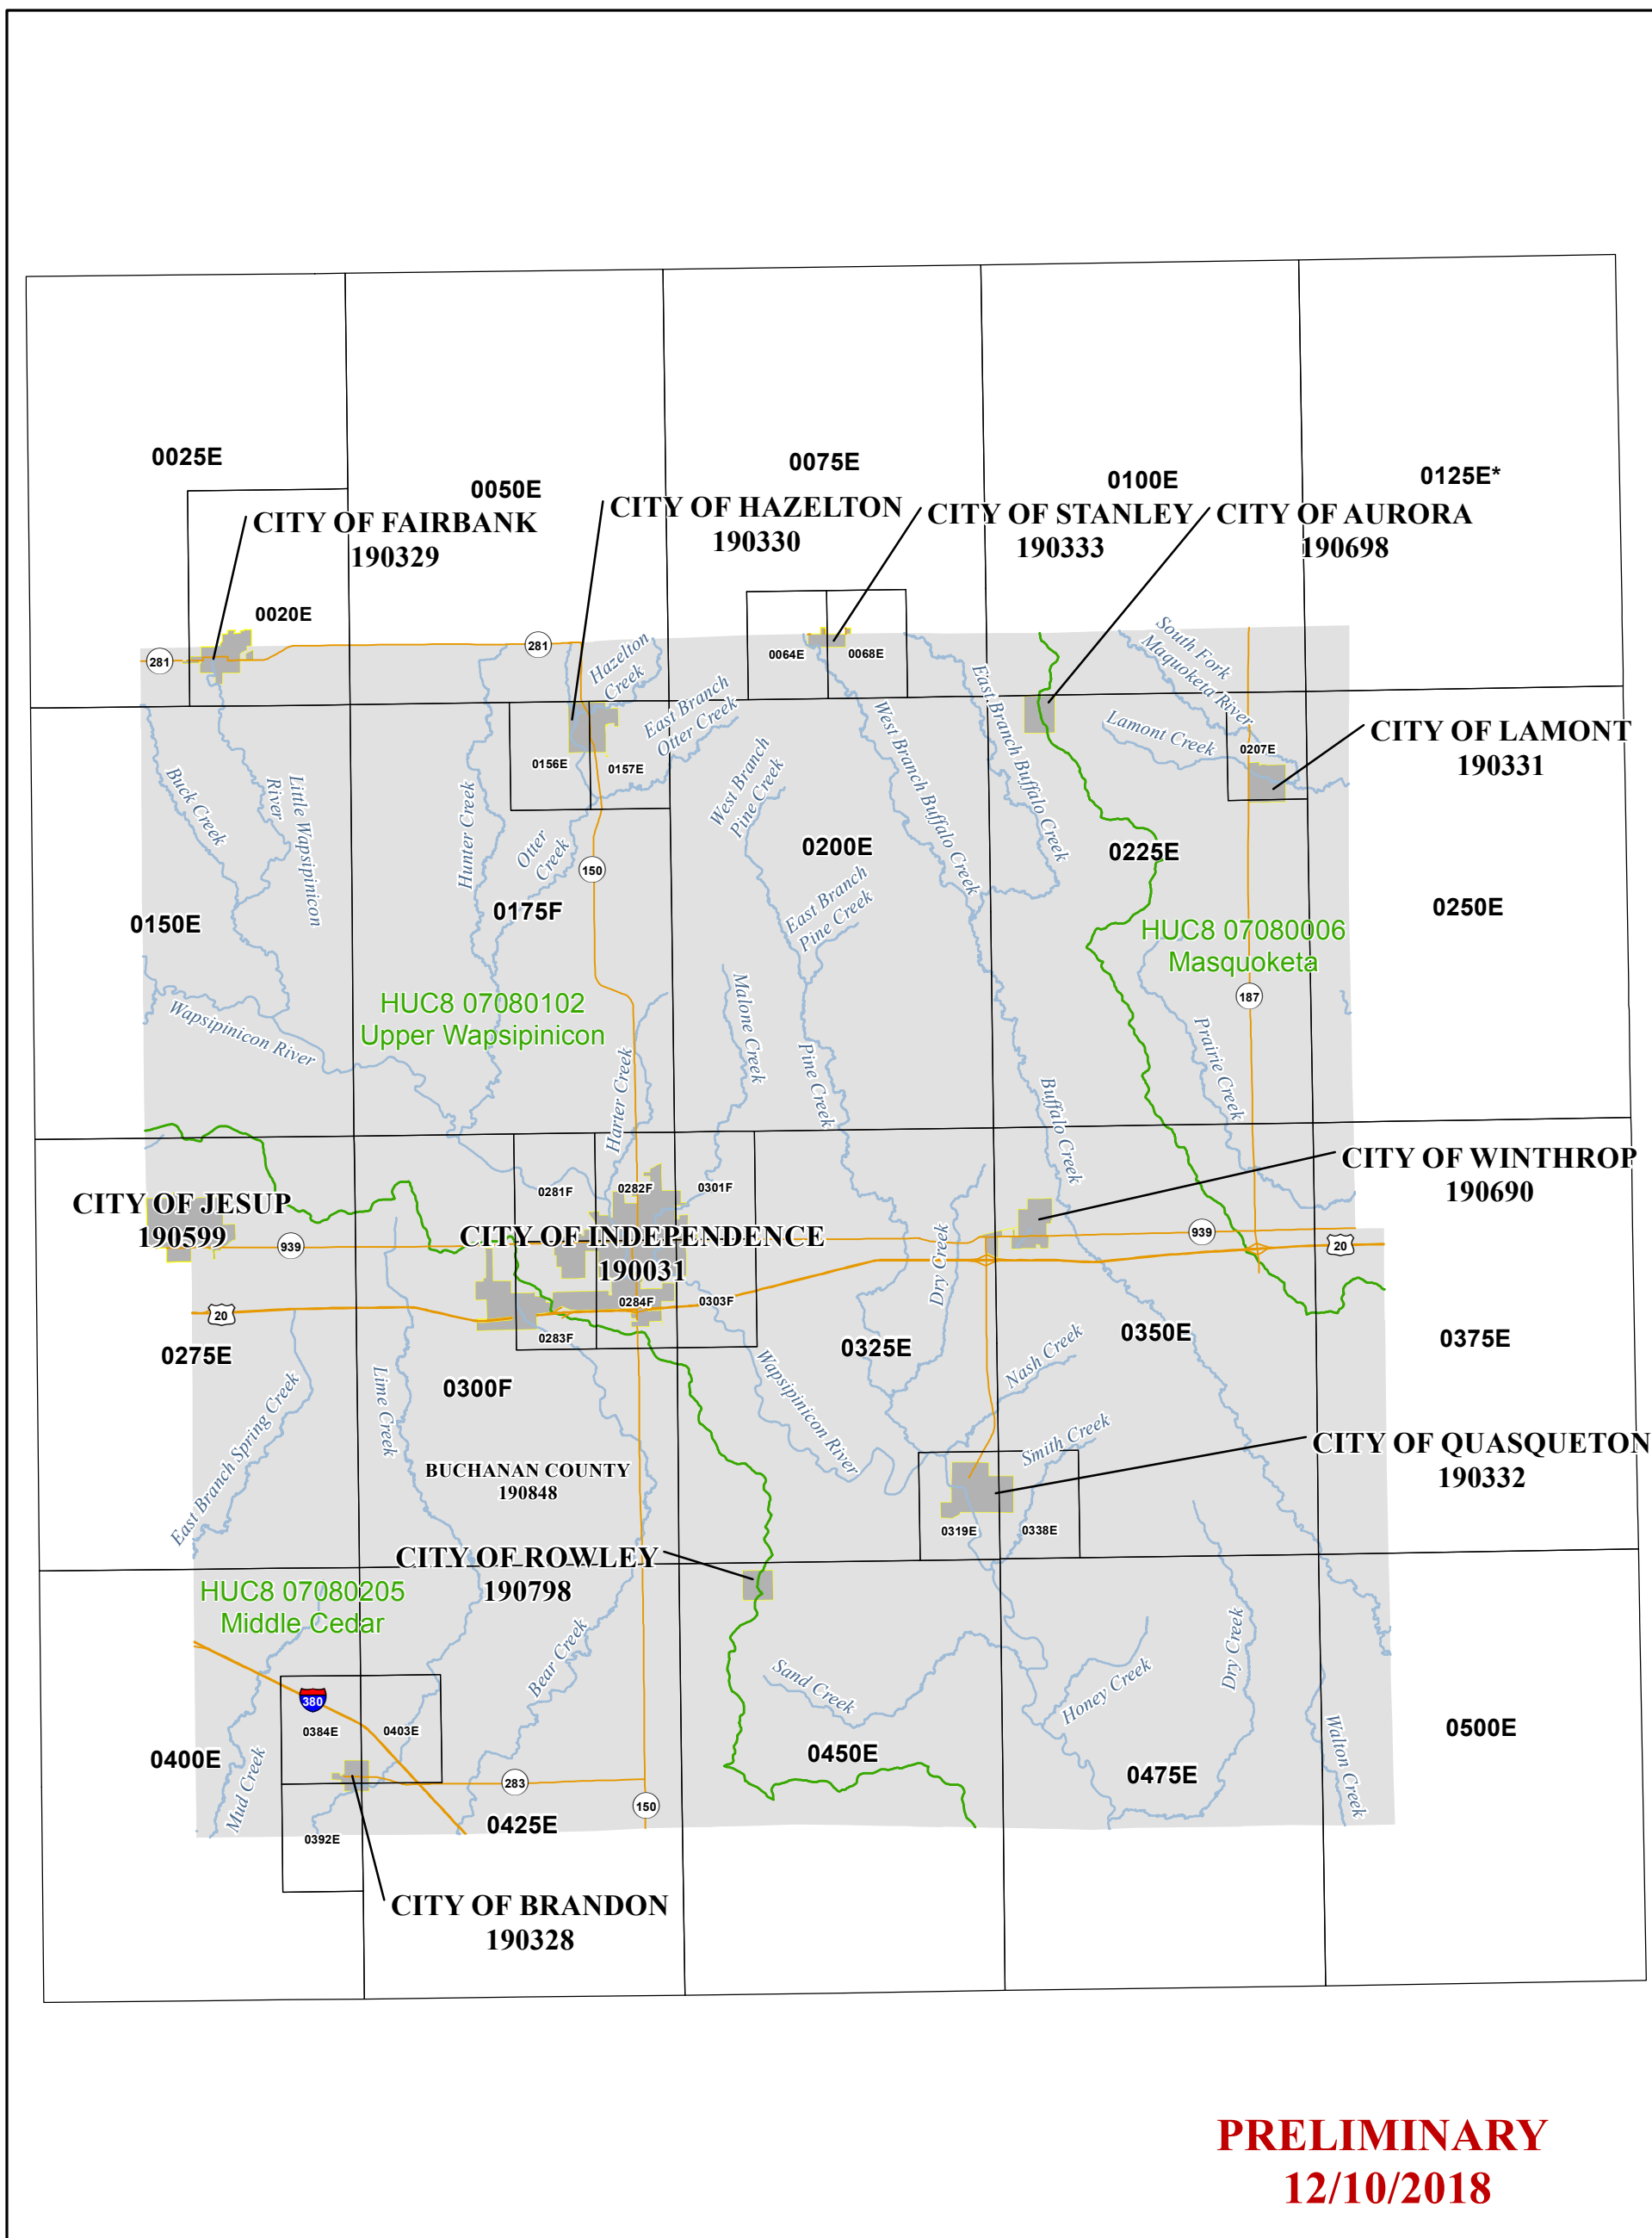 0025E
0050E
0075E
0100E
0125E*
CITY OF FAIRBANK
190329
CITY OF HAZELTON
190330
CITY OF STANLEY
190333
CITY OF AURORA
190698
0020E
281
281
Hazelton
Creek
0064E
0068E
South Fork
Maquoketa River
East Branch
Otter Creek
0156E
0157E
West Branch Buffalo Creek
East Branch Buffalo Creek
Lamont Creek
0207E
CITY OF LAMONT
190331
Buck Creek
Little Wapsipinicon
River
Hunter Creek
Otter
Creek
150
West Branch
Pine Creek
0200E
0225E
0150E
0175F
East Branch
Pine Creek
0250E
HUC8 07080006
Masquoketa
187
HUC8 07080102
Upper Wapsipinicon
Wapsipinicon River
Malone Creek
Harter Creek
Pine Creek
Buffalo Creek
Prairie Creek
CITY OF WINTHROP
190690
CITY OF JESUP
190599
0281F
0282F
0301F
CITY OF INDEPENDENCE
190031
939
939
20
20
0283F
0284F
0303F
Dry Creek
0275E
0300F
0325E
0350E
0375E
Lime Creek
East Branch Spring Creek
Wapsipinicon River
Nash Creek
Smith Creek
CITY OF QUASQUETON
190332
BUCHANAN COUNTY
190848
0319E
0338E
CITY OF ROWLEY
190798
HUC8 07080205
Middle Cedar
380
0384E
0403E
Bear Creek
Sand Creek
Honey Creek
Dry Creek
Walton Creek
0400E
Mud Creek
0450E
0475E
0500E
283
150
0425E
0392E
CITY OF BRANDON
190328
PRELIMINARY
12/10/2018